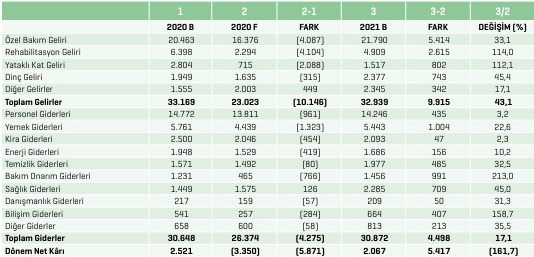 1 2 2-1 3 3-2 3/2
2020 B 2020 F FARK 2021 B FARK DEĞİŞİM (%)
Özel Bakım Geliri 20.463 16.376 (4.087) 21.790 5.414 33,1
Rehabilitasyon Geliri 6.398 2.294 (4.104) 4.909 2.615 114,0
Yataklı Kat Geliri 2.804 715 (2.088) 1.517 802 112,1
Dinç Geliri 1.949 1.635 (315) 2.377 743 45,4
Diğer Gelirler 1.555 2.003 449 2.345 342 17,1
Toplam Gelirler 33.169 23.023 (10.146) 32.939 9.915 43,1
Personel Giderleri 14.772 13.811 (961) 14.246 435 3,2
Yemek Giderleri 5.761 4.439 (1.323) 5.443 1.004 22,6
Kira Giderleri 2.500 2.046 (454) 2.093 47 2,3
Enerji Giderleri 1.948 1.529 (419) 1.686 156 10,2
Temizlik Giderleri 1.571 1.492 (80) 1.977 485 32,5
Bakım Onarım Giderleri 1.231 465 (766) 1.456 991 213,0
Sağlık Giderleri 1.449 1.575 126 2.285 709 45,0
Danışmanlık Giderleri 217 159 (57) 209 50 31,3
Bilişim Giderleri 541 257 (284) 664 407 158,7
Diğer Giderler 658 600 (58) 813 213 35,5
Toplam Giderler 30.648 26.374 (4.275) 30.872 4.498 17,1
Dönem Net Kârı 2.521 (3.350) (5.871) 2.067 5.417 (161,7)